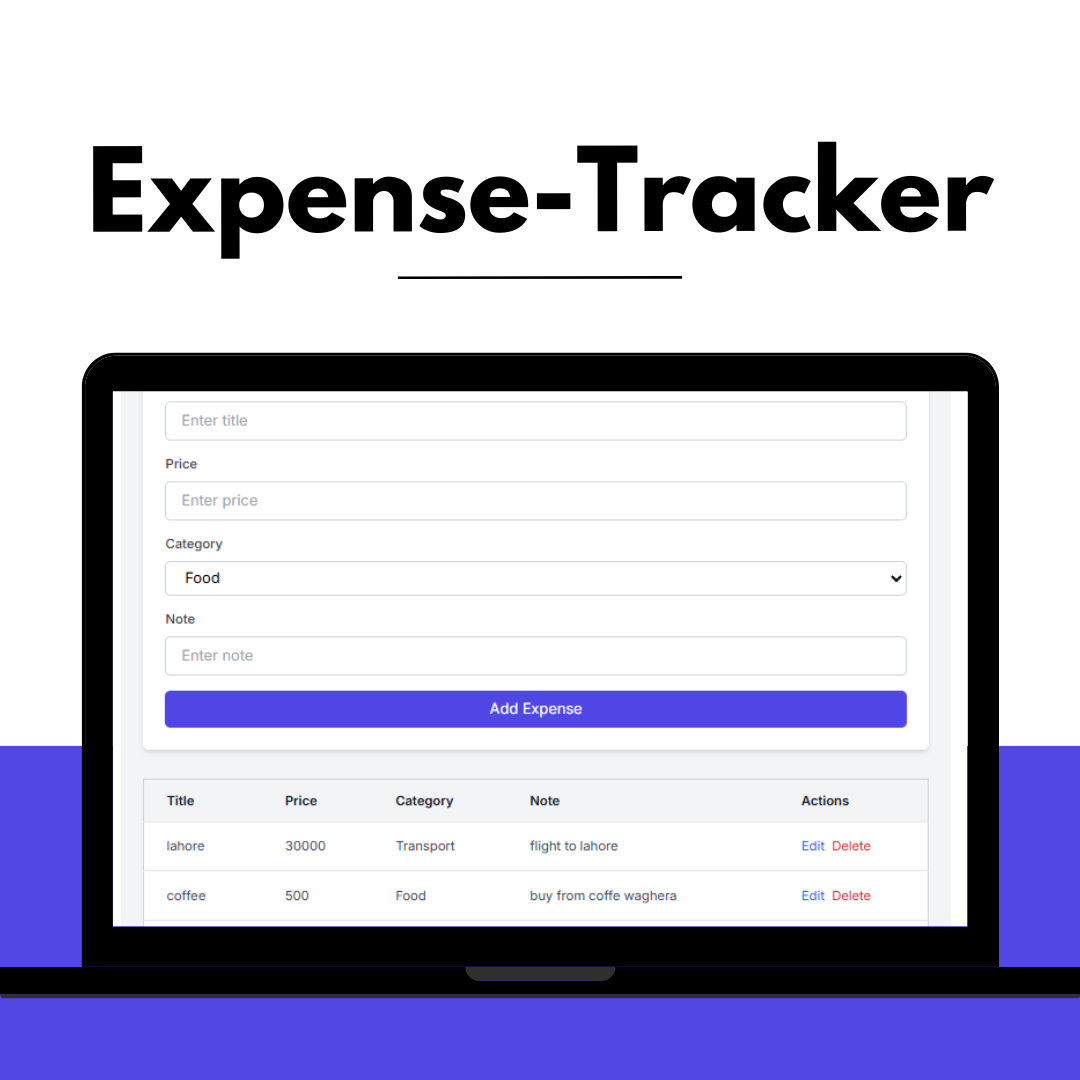 Expense-Tracker
Enter title
Price
Enter price
Category
Food
Note
Enter note
Add Expense
Title Price Category Note Actions
lahore 30000 Transport flight to lahore Edit Delete
coffee 500 Food buy from coffe waghera Edit Delete